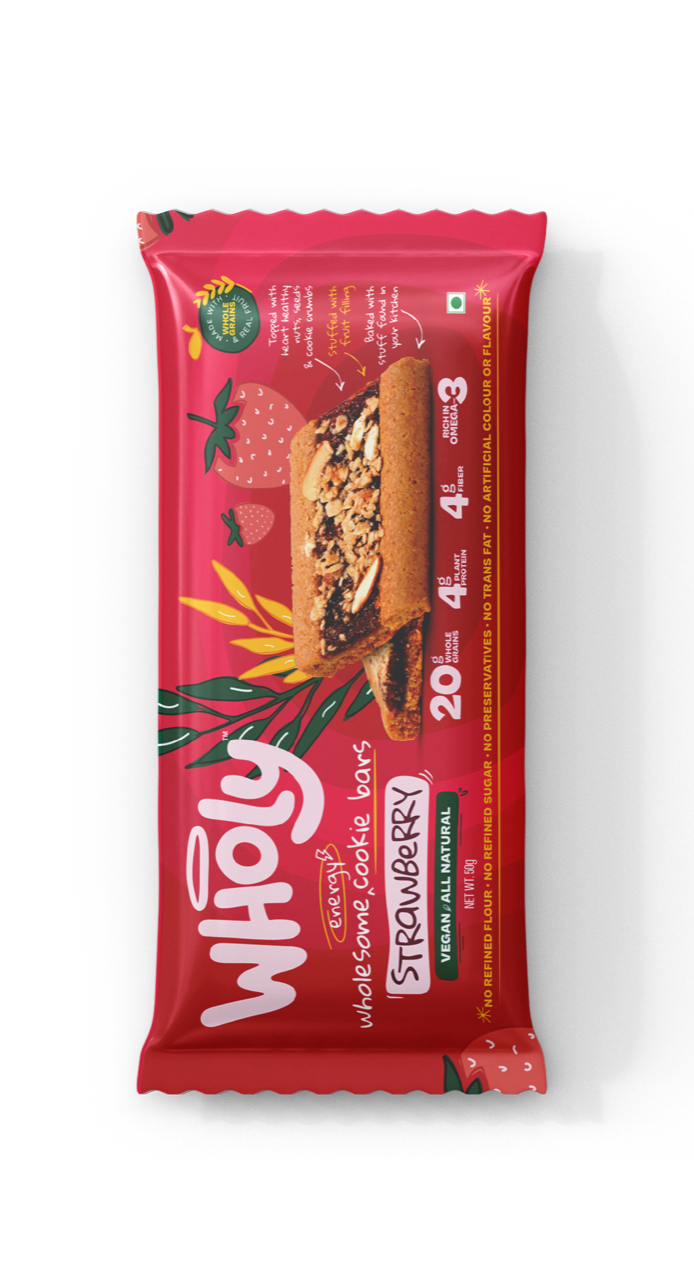 WHOLY™
energy
wholesome cookie bars
STRAWBERRY
VEGAN & ALL NATURAL
NET WT. 50g
20g WHOLE GRAINS
4g PLANT PROTEIN
4g FIBER
RICH IN OMEGA-3
MADE WITH
WHOLE GRAINS
& REAL FRUIT
Topped with
heart healthy
nuts, seeds
& cookie crumbs
stuffed with
fruit filling
Baked with
stuff found in
your kitchen
*NO REFINED FLOUR • NO REFINED SUGAR • NO PRESERVATIVES • NO TRANS FAT • NO ARTIFICIAL COLOUR OR FLAVOUR*